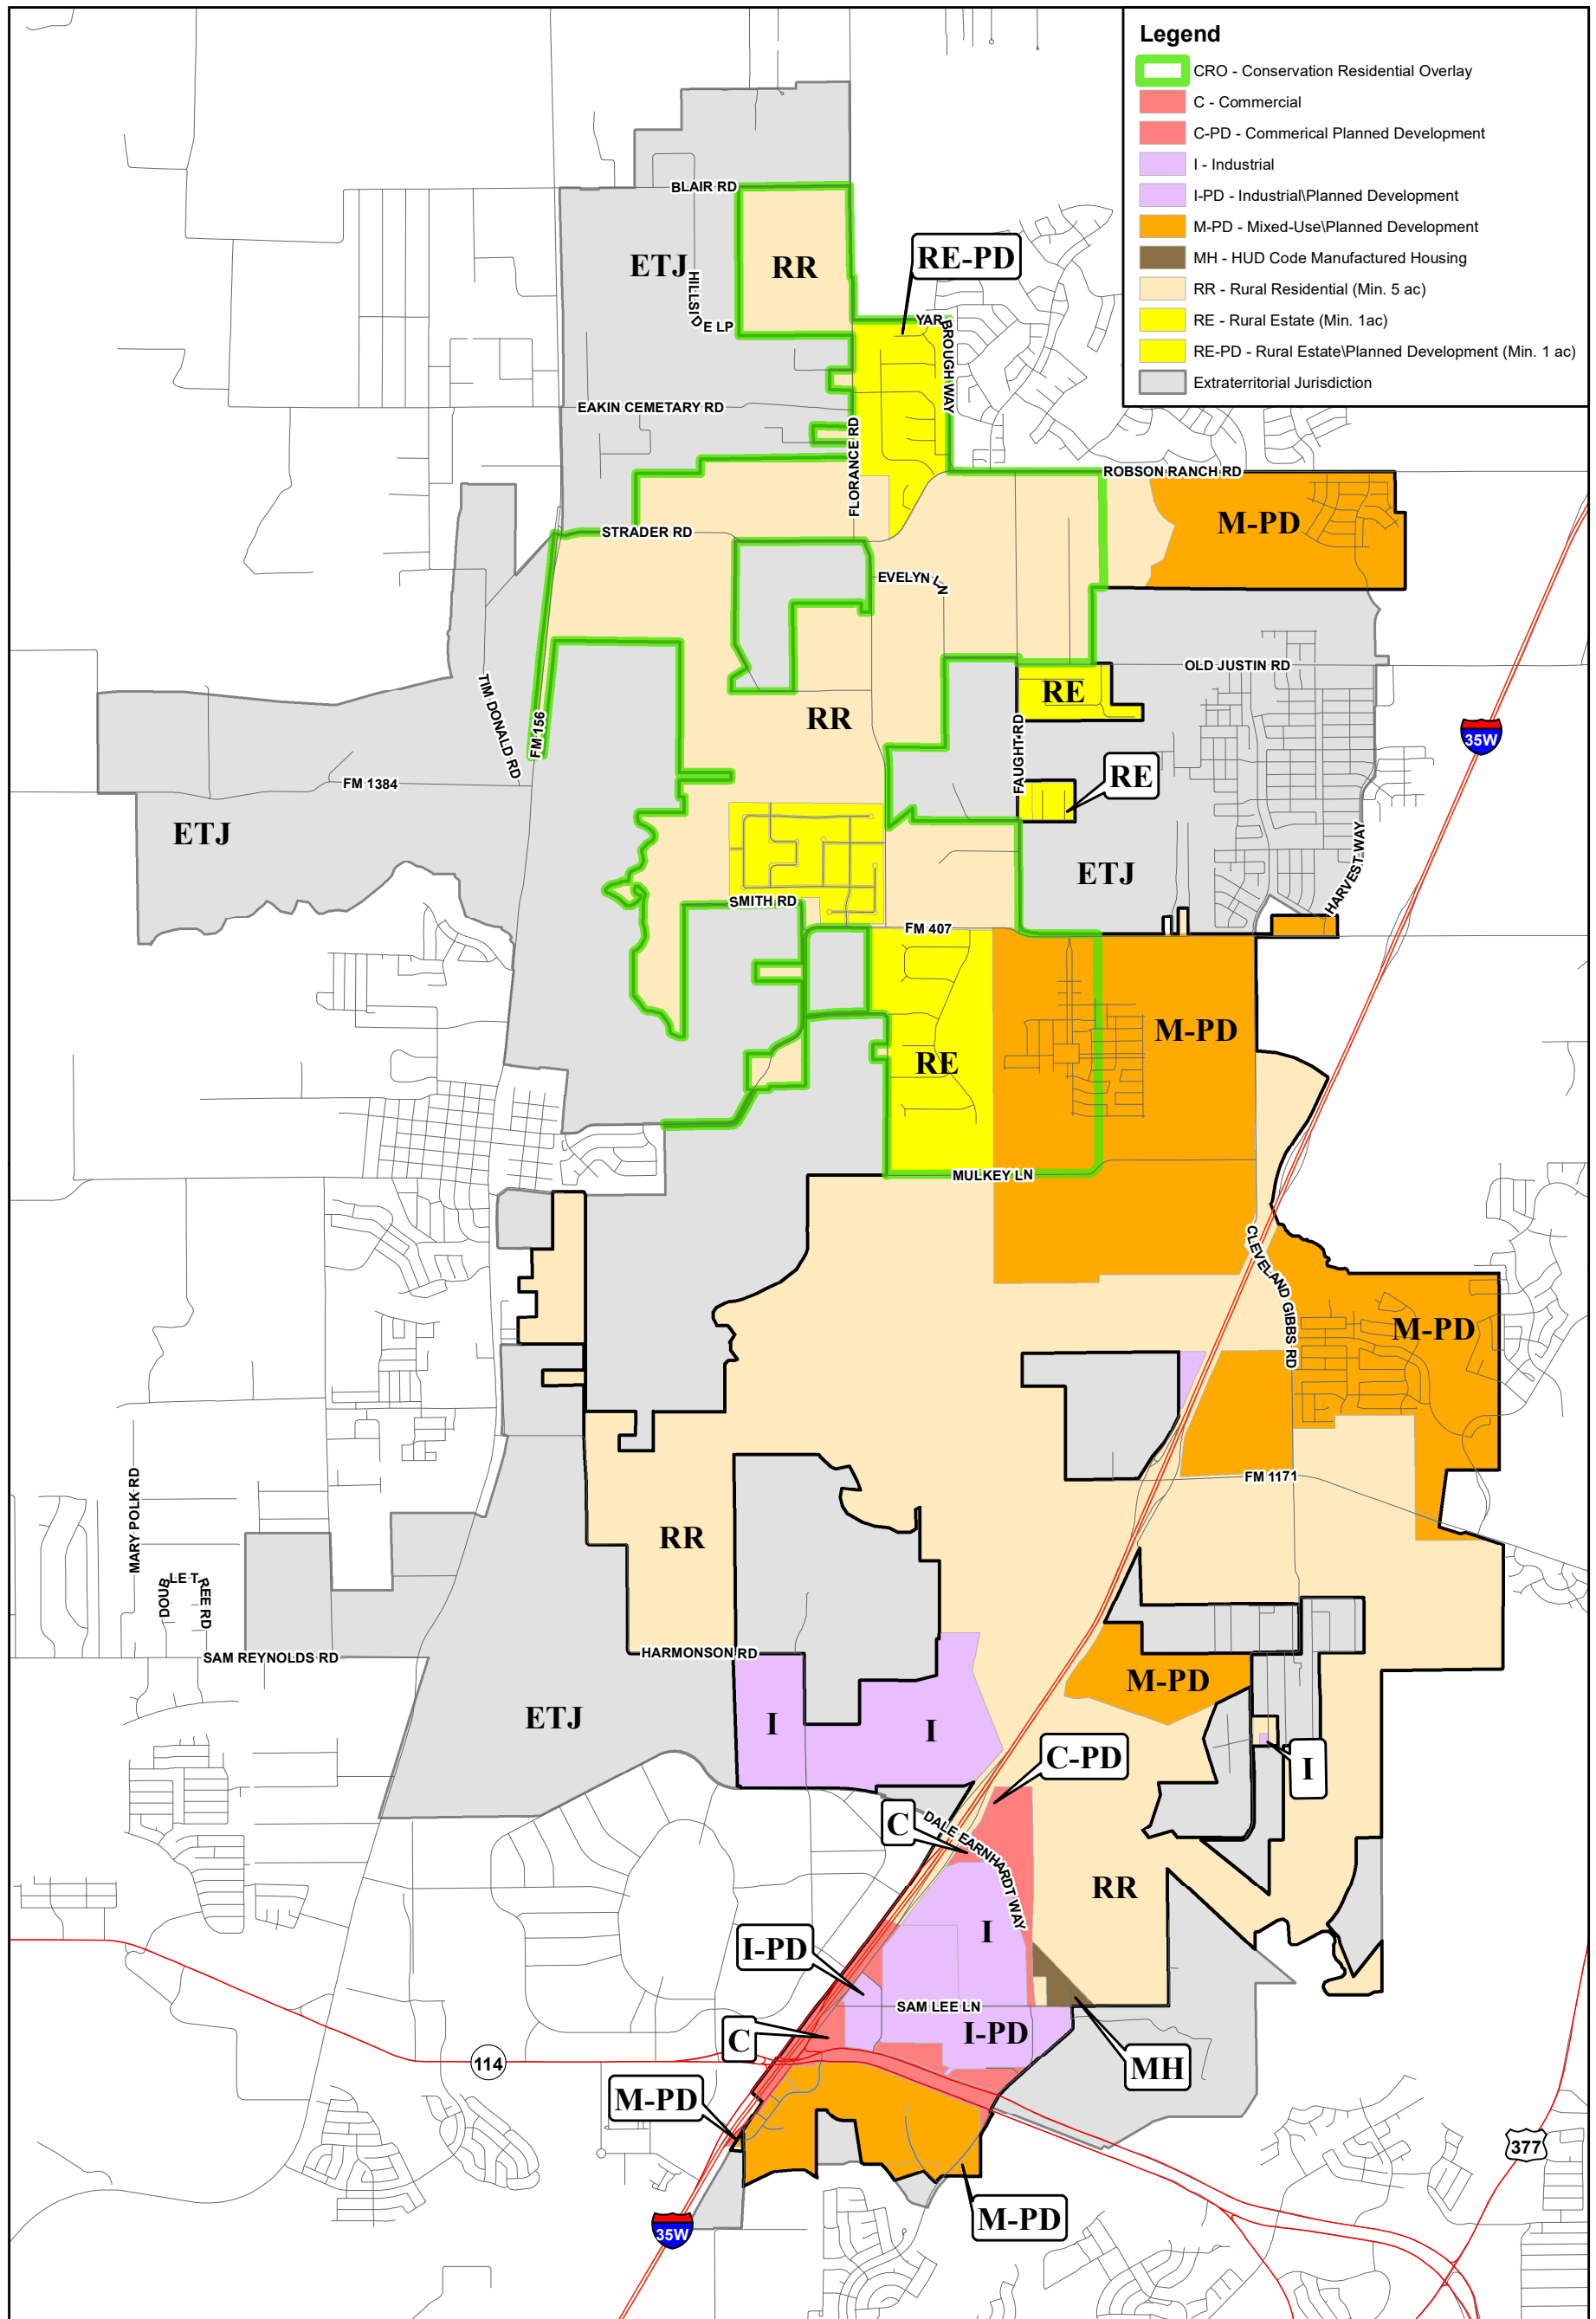 Legend
CRO - Conservation Residential Overlay
C - Commercial
C-PD - Commerical Planned Development
I - Industrial
I-PD - Industrial\Planned Development
M-PD - Mixed-Use\Planned Development
MH - HUD Code Manufactured Housing
RR - Rural Residential (Min. 5 ac)
RE - Rural Estate (Min. 1ac)
RE-PD - Rural Estate\Planned Development (Min. 1 ac)
Extraterritorial Jurisdiction
BLAIR RD
ETJ
RR
RE-PD
HILLSIDE LP
YARBROUGH WAY
EAKIN CEMETARY RD
FLORANCE RD
ROBSON RANCH RD
M-PD
STRADER RD
EVELYN LN
OLD JUSTIN RD
RE
TIM DONALD RD
FM 156
RR
FAUGHT RD
35W
RE
FM 1384
ETJ
ETJ
HARVEST WAY
SMITH RD
FM 407
M-PD
RE
MULKEY LN
CLEVELAND GIBBS RD
M-PD
FM 1171
MARY POLK RD
RR
DOUBLE TREE RD
SAM REYNOLDS RD
HARMONSON RD
M-PD
ETJ
I
I
C-PD
I
C
DALE EARNHARDT WAY
RR
I
I-PD
SAM LEE LN
I-PD
C
114
MH
M-PD
377
M-PD
35W